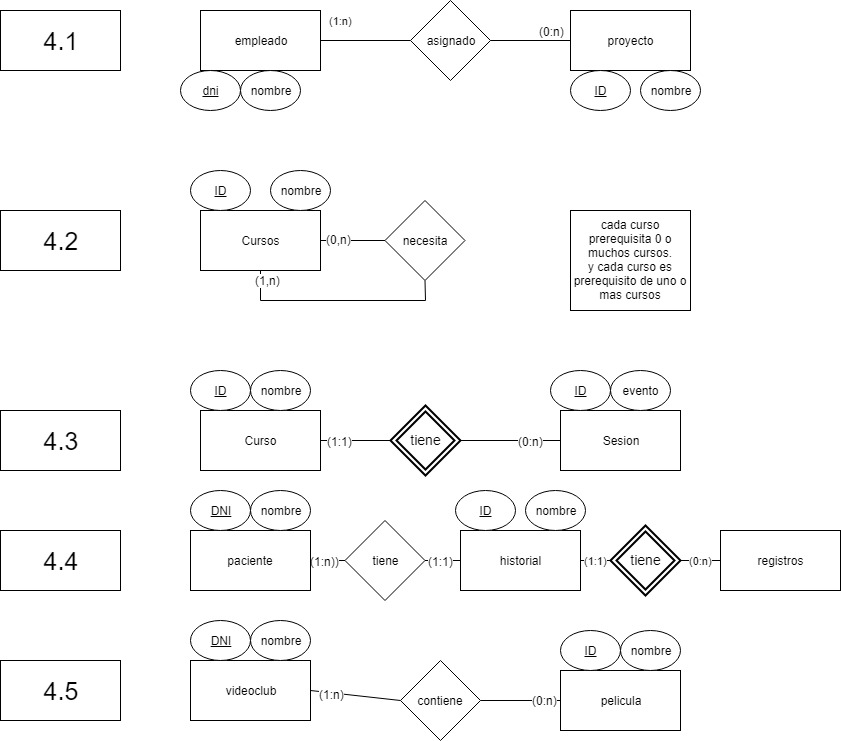 4.1
empleado
(1:n)
asignado
(0:n)
proyecto
dni
nombre
ID
nombre
4.2
ID
nombre
Cursos
(0,n)
necesita
(1,n)
cada curso
prerequisita 0 o
muchos cursos.
y cada curso es
prerequisito de uno o
mas cursos
4.3
ID
nombre
Curso
(1:1)
tiene
(0:n)
ID
evento
Sesion
4.4
DNI
nombre
paciente
(1:n))
tiene
(1:1)
ID
nombre
historial
(1:1)
tiene
(0:n)
registros
4.5
DNI
nombre
videoclub
(1:n)
contiene
(0:n)
ID
nombre
pelicula